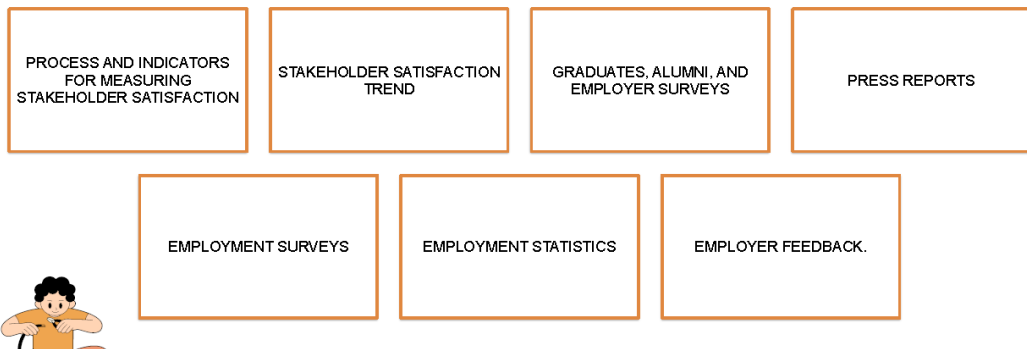 PROCESS AND INDICATORS
FOR MEASURING
STAKEHOLDER SATISFACTION
STAKEHOLDER SATISFACTION
TREND
GRADUATES, ALUMNI, AND
EMPLOYER SURVEYS
PRESS REPORTS
EMPLOYMENT SURVEYS
EMPLOYMENT STATISTICS
EMPLOYER FEEDBACK.